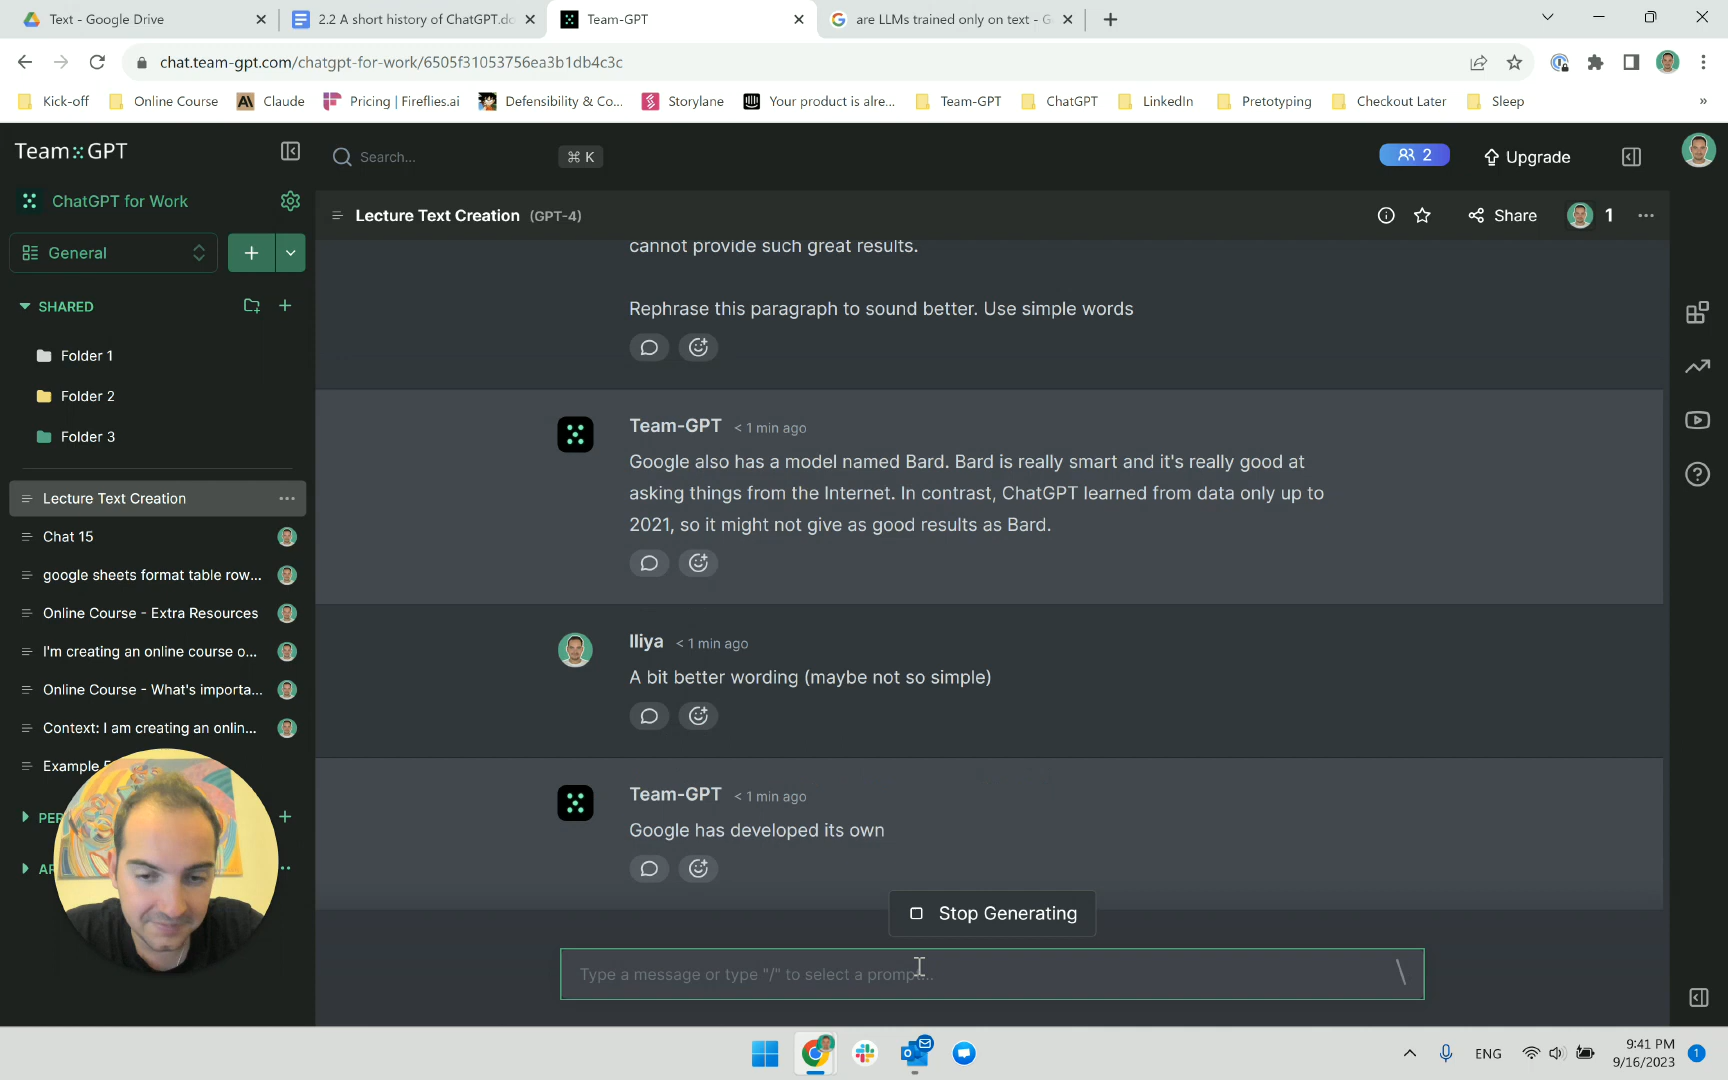 Text - Google Drive
2.2 A short history of ChatGPT.do
Team-GPT
are LLMs trained only on text - G
chat.team-gpt.com/chatgpt-for-work/6505f31053756ea3b1db4c3c
Kick-off
Online Course
Claude
Pricing | Fireflies.ai
Defensibility & Co...
Storylane
Your product is alre...
Team-GPT
ChatGPT
LinkedIn
Pretotyping
Checkout Later
Sleep
»
Team GPT
Search...
⌘ K
2
Upgrade
ChatGPT for Work
General
Lecture Text Creation (GPT-4)
Share
1
SHARED
Folder 1
Folder 2
Folder 3
Lecture Text Creation
Chat 15
google sheets format table row...
Online Course - Extra Resources
I'm creating an online course o...
Online Course - What's importa...
Context: I am creating an onlin...
Example
cannot provide such great results.
Rephrase this paragraph to sound better. Use simple words
Team-GPT < 1 min ago
Google also has a model named Bard. Bard is really smart and it's really good at
asking things from the Internet. In contrast, ChatGPT learned from data only up to
2021, so it might not give as good results as Bard.
Iliya < 1 min ago
A bit better wording (maybe not so simple)
Team-GPT < 1 min ago
Google has developed its own
Stop Generating
Type a message or type "/" to select a prompt...
ENG
9:41 PM
9/16/2023
1